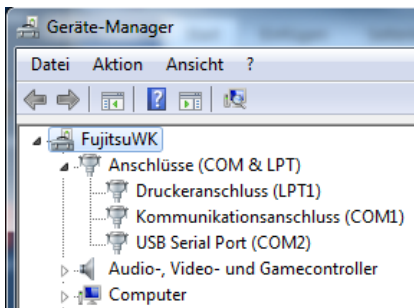 Geräte-Manager
Datei Aktion Ansicht ?
FujitsuWK
Anschlüsse (COM & LPT)
Druckeranschluss (LPT1)
Kommunikationsanschluss (COM1)
USB Serial Port (COM2)
Audio-, Video- und Gamecontroller
Computer